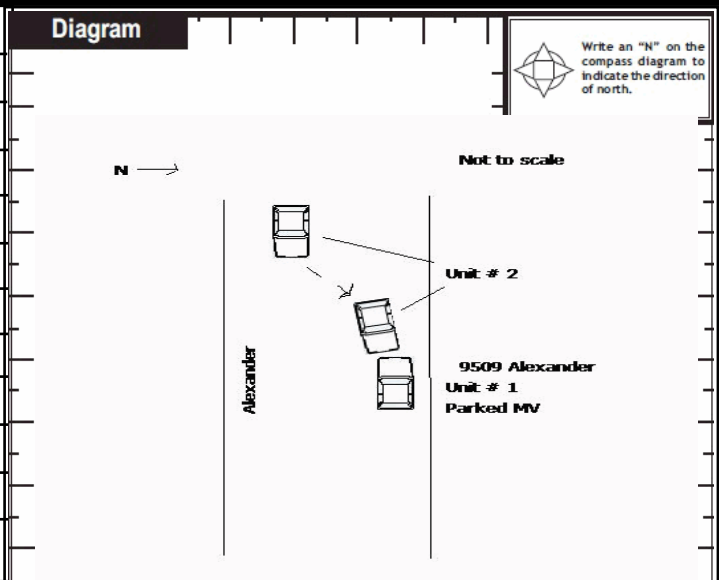 Diagram
Write an “N” on the
compass diagram to
indicate the direction
of north.
N
Not to scale
Unit # 2
Alexander
9509 Alexander
Unit # 1
Parked MV